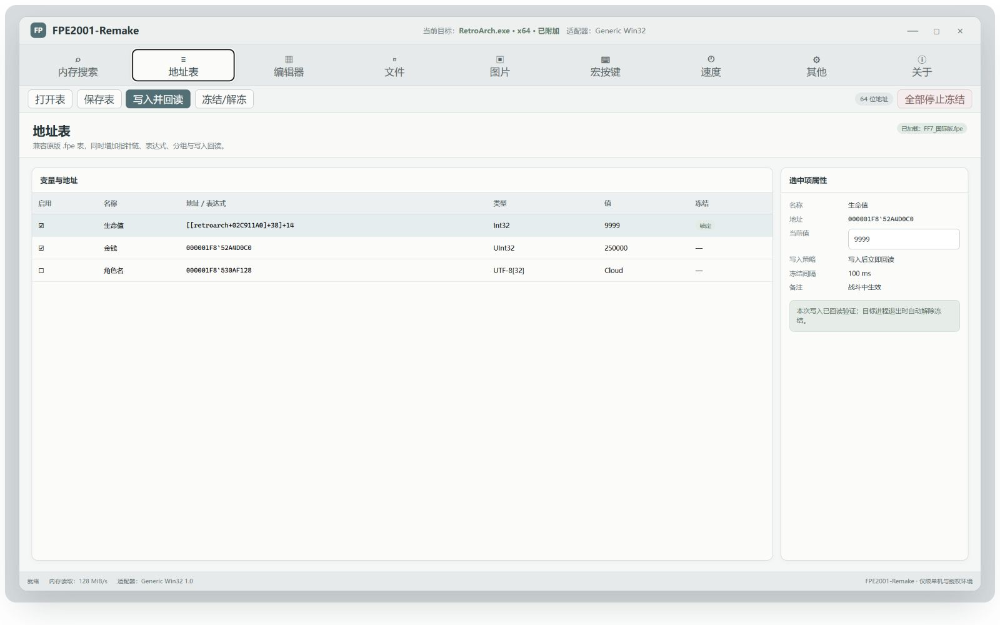 FP FPE2001-Remake 当前目标：RetroArch.exe • x64 • 已附加 适配器：Generic Win32
内存搜索 地址表 编辑器 文件 图片 宏按键 速度 其他 关于
打开表 保存表 写入并回读 冻结/解冻 64 位地址 全部停止冻结
地址表 已加载：FF7_国际版.fpe
兼容原版 .fpe 表，同时增加指针链、表达式、分组与写入回读。
变量与地址
启用 名称 地址 / 表达式 类型 值 冻结
生命值 [[retroarch+02C911A0]+38]+14 Int32 9999 锁定
金钱 000001F8`52A4D0C0 UInt32 250000 —
角色名 000001F8`530AF128 UTF-8[32] Cloud —
选中项属性
名称 生命值
地址 000001F8`52A4D0C0
当前值 9999
写入策略 写入后立即回读
冻结间隔 100 ms
备注 战斗中生效
本次写入已回读验证；目标进程退出时自动解除冻
结。
就绪 内存读取：128 MiB/s 适配器：Generic Win32 1.0 FPE2001-Remake · 仅限单机与授权环境